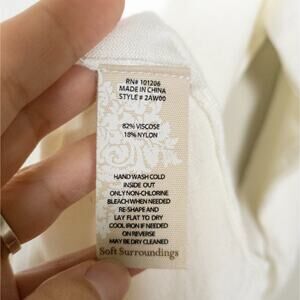 RN# 101206
MADE IN CHINA
STYLE # 2AW00
82% VISCOSE
18% NYLON
HAND WASH COLD
INSIDE OUT
ONLY NON-CHLORINE
BLEACH WHEN NEEDED
RE-SHAPE AND
LAY FLAT TO DRY
COOL IRON IF NEEDED
ON REVERSE
MAY BE DRY CLEANED
Soft Surroundings